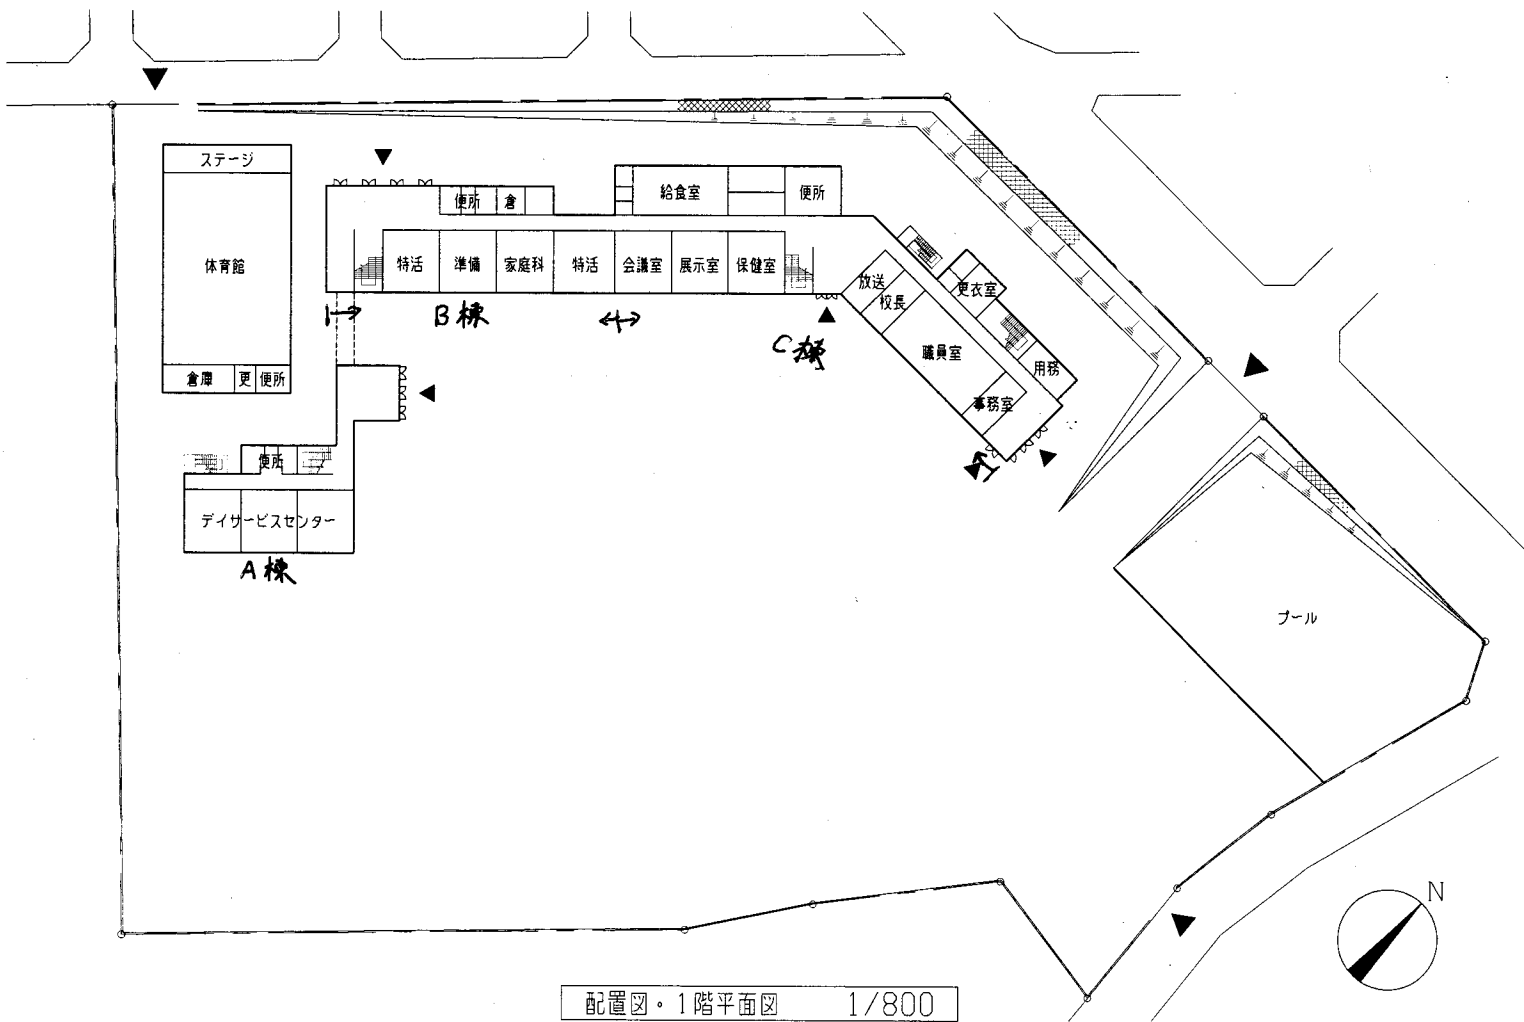 ステージ
体育館
倉庫
更
便所
便所
倉
特活
準備
家庭科
特活
会議室
展示室
保健室
給食室
便所
B棟
C棟
放送
校長
職員室
事務室
更衣室
用務
便所
デイサービスセンター
A棟
プール
N
配置図・1階平面図 1/800